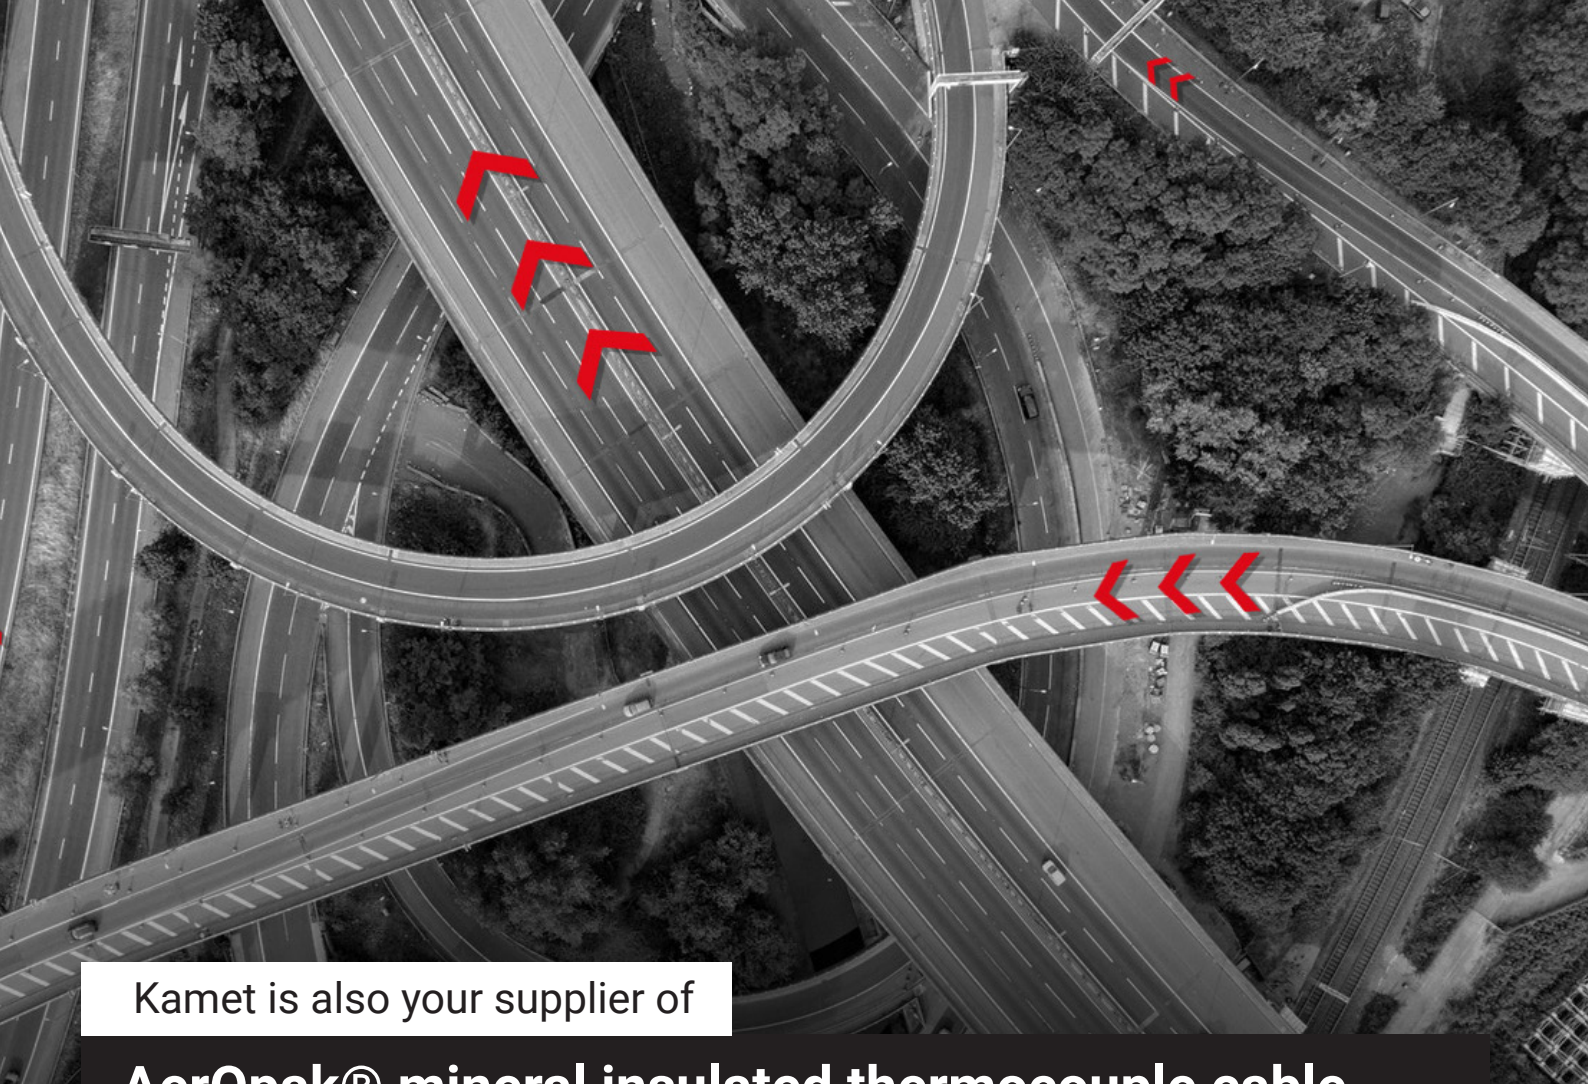 Kamet is also your supplier of
AerOpak® mineral insulated thermocouple cable